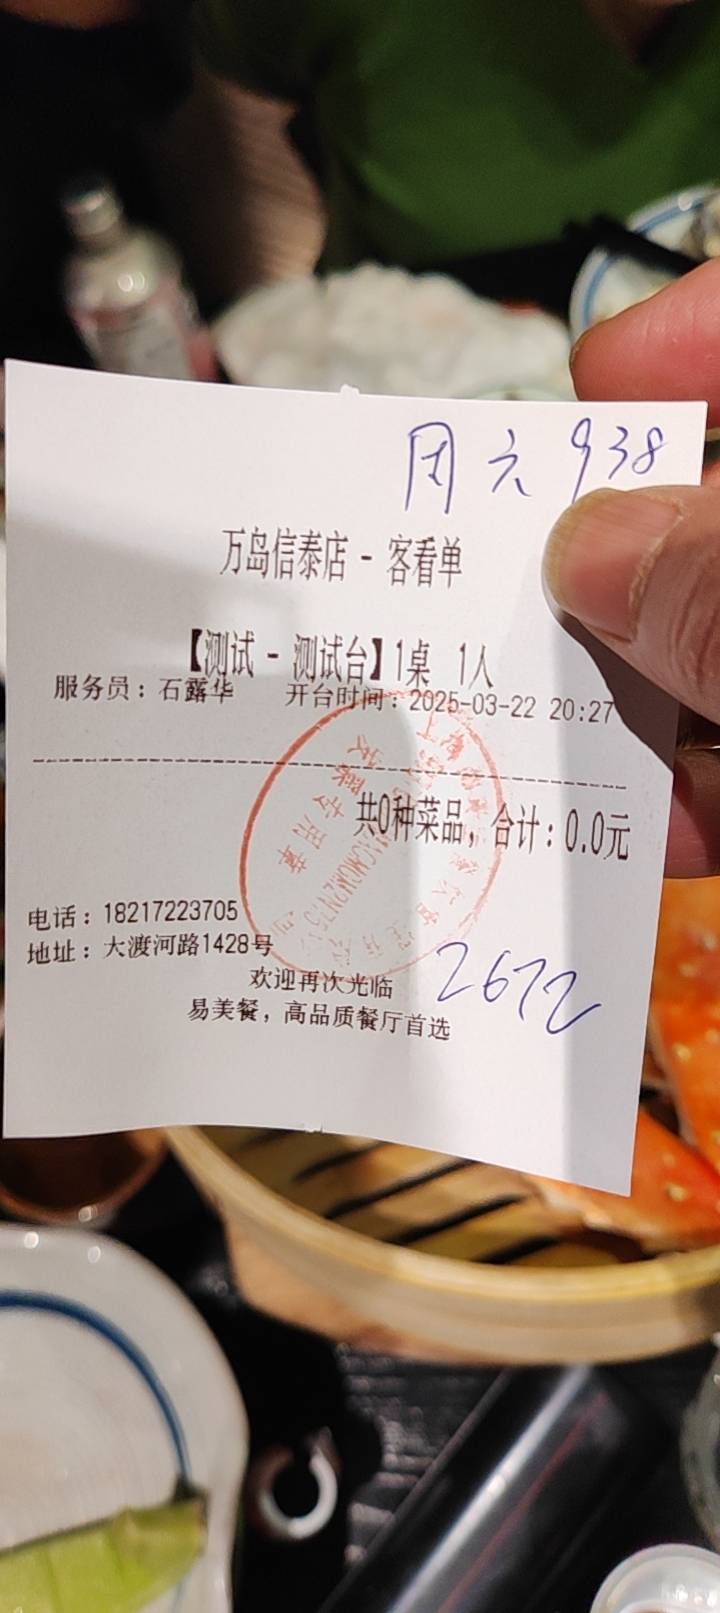 团六 938
万岛信泰店 - 客看单
【测试 - 测试台】1桌 1人
服务员：石露华 开台时间：2025-03-22 20:27
共0种菜品，合计：0.0元
电话：18217223705
地址：大渡河路1428号
2672
欢迎再次光临
易美餐，高品质餐厅首选